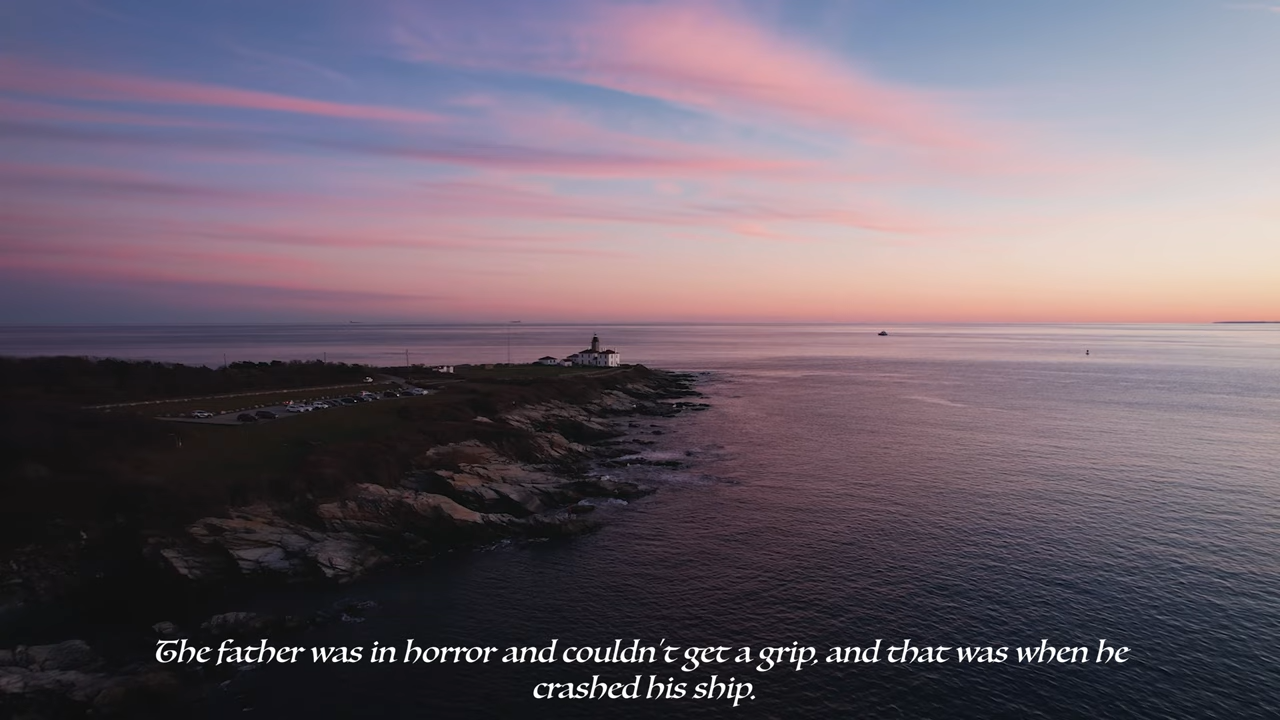 The father was in horror and couldn't get a grip, and that was when he
crashed his ship.